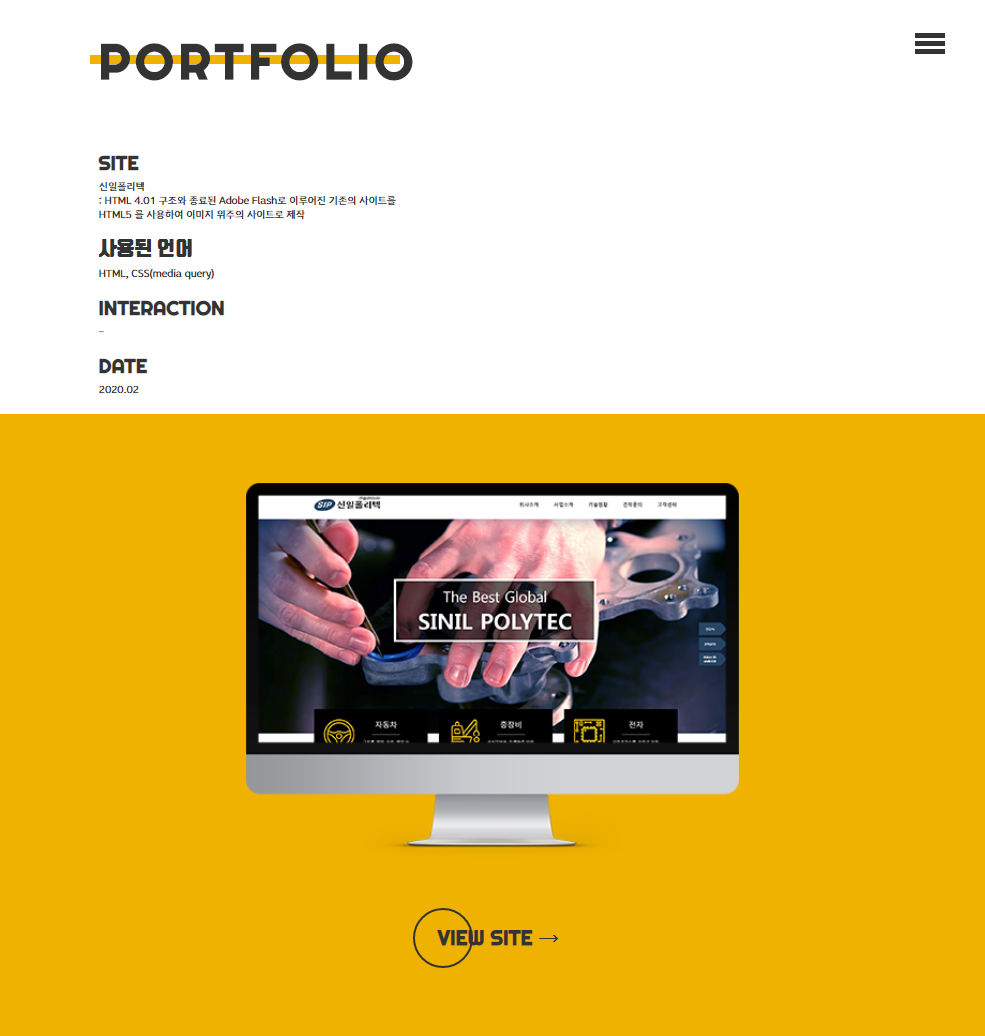 PORTFOLIO
SITE
신일폴리텍
: HTML 4.01 구조와 종료된 Adobe Flash로 이루어진 기존의 사이트를
HTML5 를 사용하여 이미지 위주의 사이트로 제작
사용된 언어
HTML, CSS(media query)
INTERACTION
–
DATE
2020.02
SIP 신일폴리텍
회사소개 사업소개 기술현황 견적문의 고객센터
The Best Global
SINIL POLYTEC
자동차 중장비 전자
VIEW SITE →